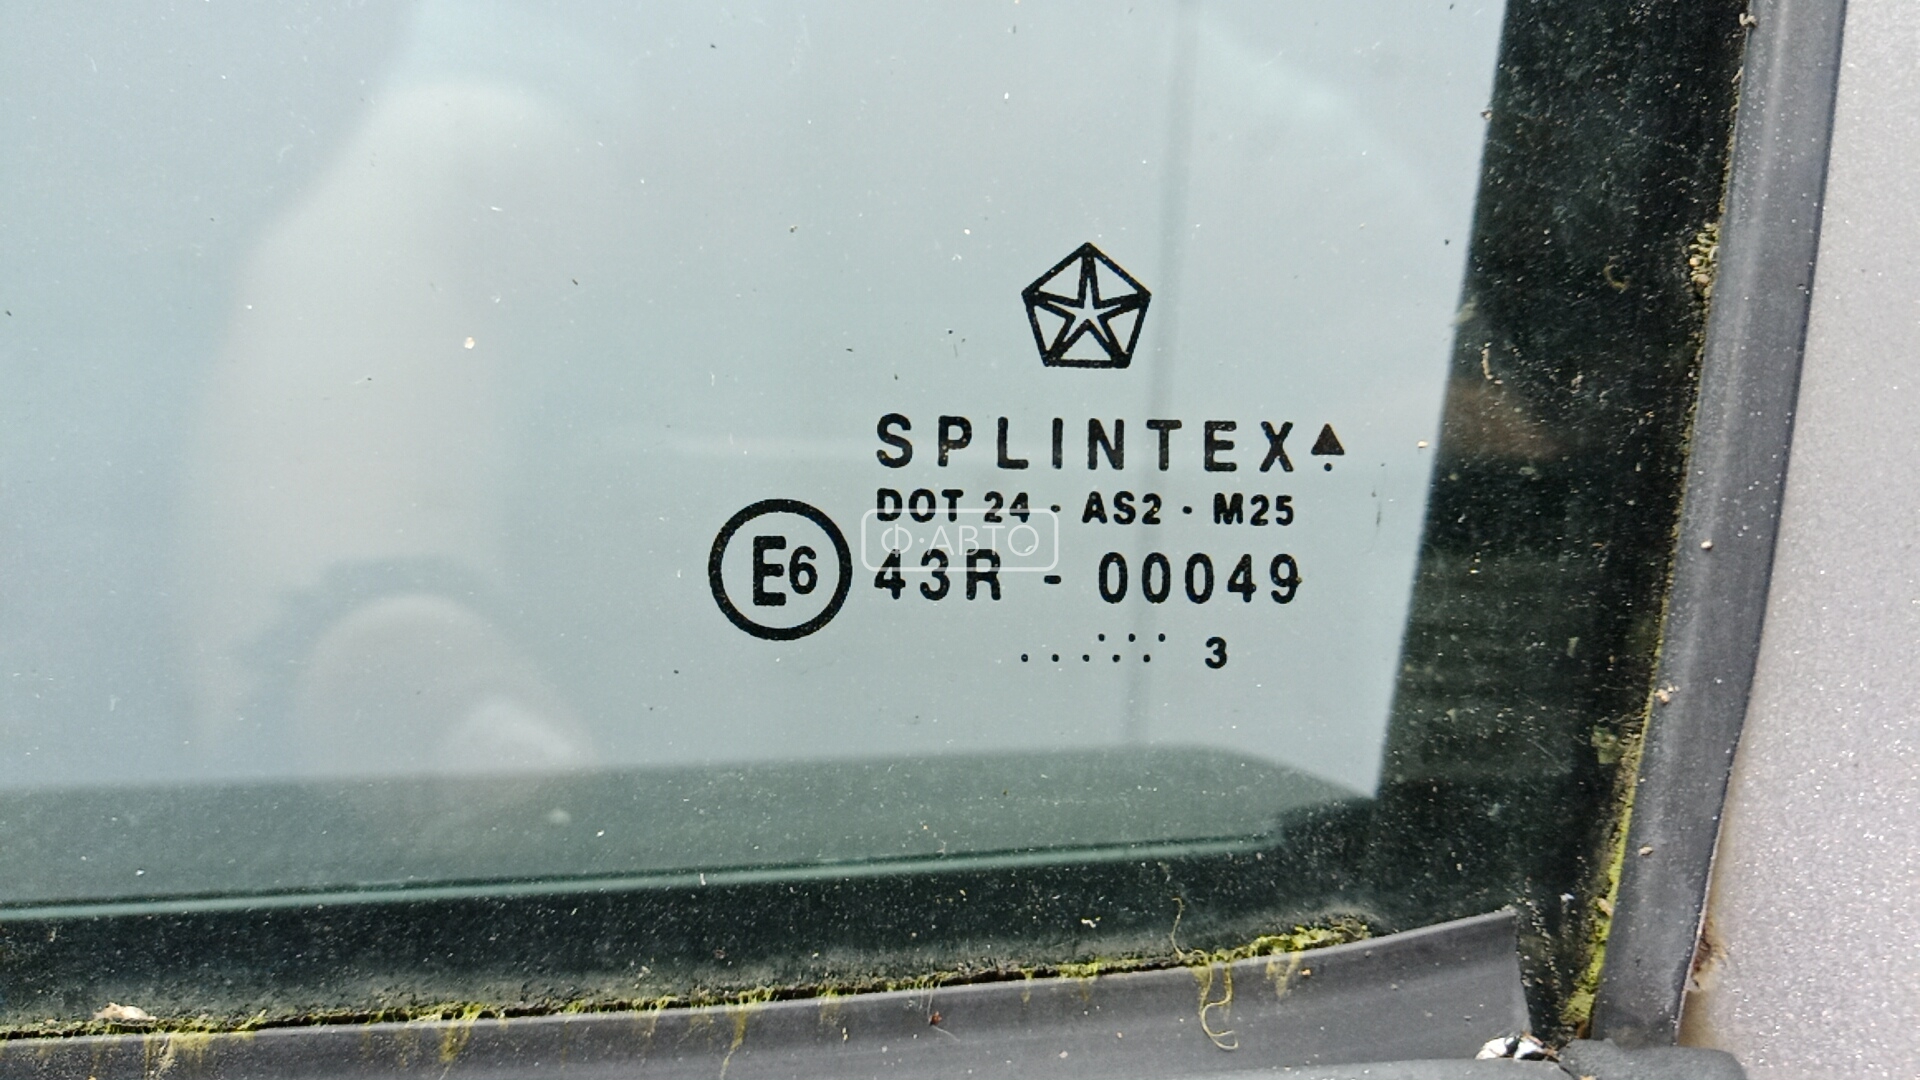 SPLINTEX
DOT 24 · AS2 · M25
Ф·АВТО
E6 43R - 00049
3